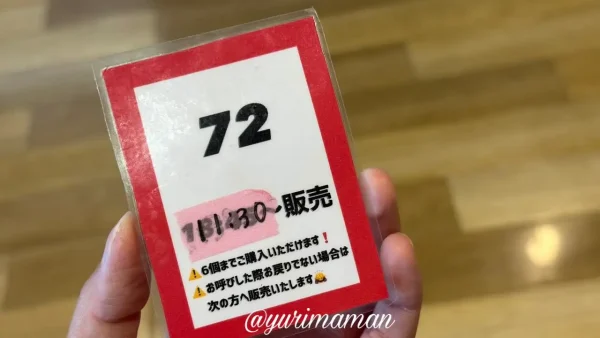 72
11:30~販売
⚠️6個までご購入いただけます❗
⚠️お呼びした際お戻りでない場合は
次の方へ販売いたします🙇
@yurimaman